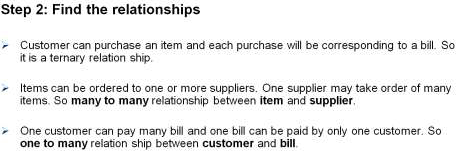 Step 2: Find the relationships
Customer can purchase an item and each purchase will be corresponding to a bill. So
it is a ternary relation ship.
Items can be ordered to one or more suppliers. One supplier may take order of many
items. So many to many relationship between item and supplier.
One customer can pay many bill and one bill can be paid by only one customer. So
one to many relation ship between customer and bill.